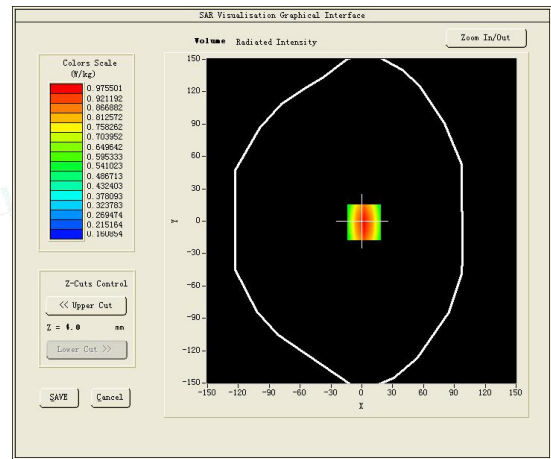 SAR Visualisation Graphical Interface
Volume Radiated Intensity
Zoom In/Out
Colors Scale
(W/kg)
0.975501
0.921192
0.866882
0.812572
0.758262
0.703952
0.649642
0.595333
0.541023
0.486713
0.432403
0.378093
0.323783
0.269474
0.215164
0.160854
Z-Cuts Control
<< Upper Cut
Z = 4.0 mm
Lower Cut >>
SAVE Cancel
150
120
90
60
30
0
-30
-60
-90
-120
-150
Y
-150 -120 -90 -60 -30 0 30 60 90 120 150
X